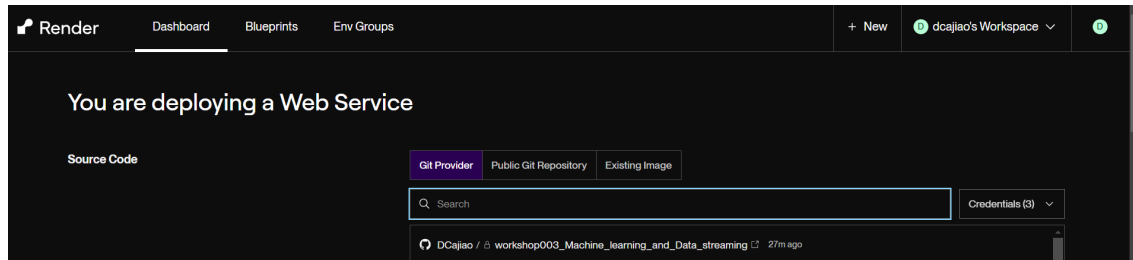 Render Dashboard Blueprints Env Groups + New D dcajiao's Workspace D
You are deploying a Web Service
Source Code
Git Provider Public Git Repository Existing Image
Search Credentials (3)
DCajiao / workshop003_Machine_learning_and_Data_streaming 27m ago